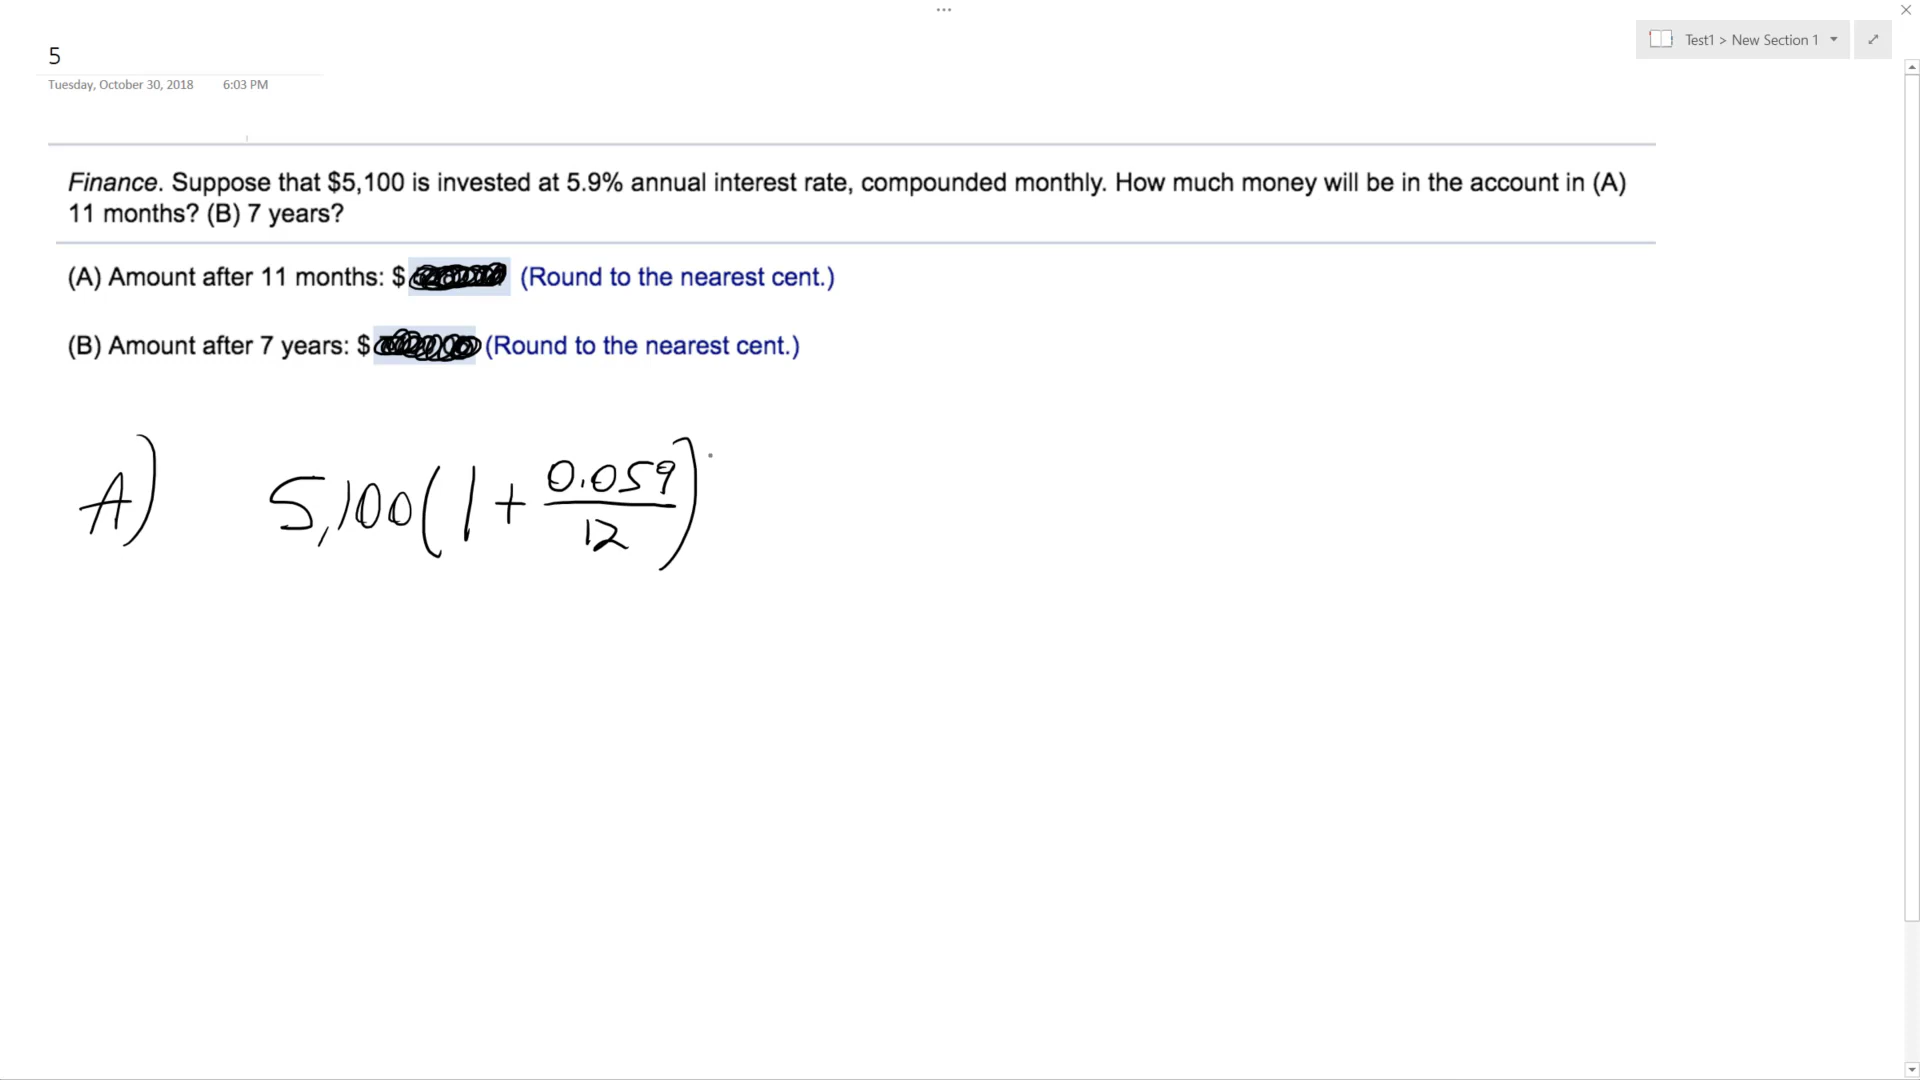 ...
5
Test1 > New Section 1
Tuesday, October 30, 2018 6:03 PM
Finance. Suppose that $5,100 is invested at 5.9% annual interest rate, compounded monthly. How much money will be in the account in (A)
11 months? (B) 7 years?
(A) Amount after 11 months: $ (Round to the nearest cent.)
(B) Amount after 7 years: $ (Round to the nearest cent.)
A) 5,100(1 + 0.059/12)